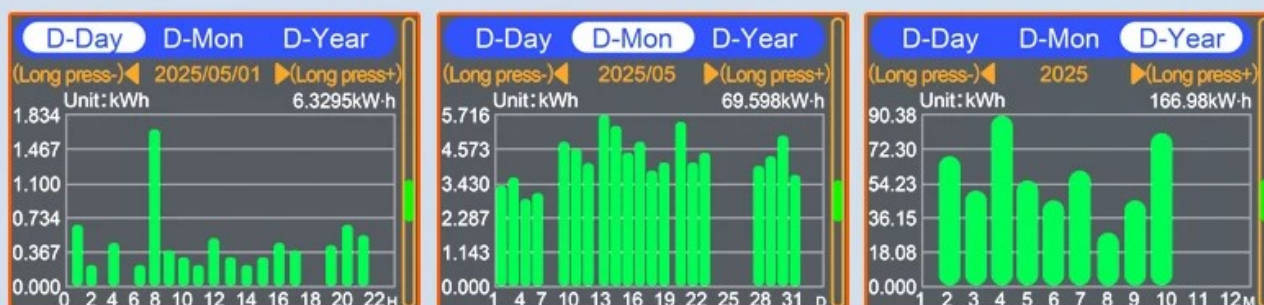 D-Day D-Mon D-Year
(Long press-) 2025/05/01 (Long press+)
Unit:kWh 6.3295kW·h
1.834
1.467
1.100
0.734
0.367
0.000
0 2 4 6 8 10 12 14 16 18 20 22H
D-Day D-Mon D-Year
(Long press-) 2025/05 (Long press+)
Unit:kWh 69.598kW·h
5.716
4.573
3.430
2.287
1.143
0.000
1 4 7 10 13 16 19 22 25 28 31 D
D-Day D-Mon D-Year
(Long press-) 2025 (Long press+)
Unit:kWh 166.98kW·h
90.38
72.30
54.23
36.15
18.08
0.000
1 2 3 4 5 6 7 8 9 10 11 12M